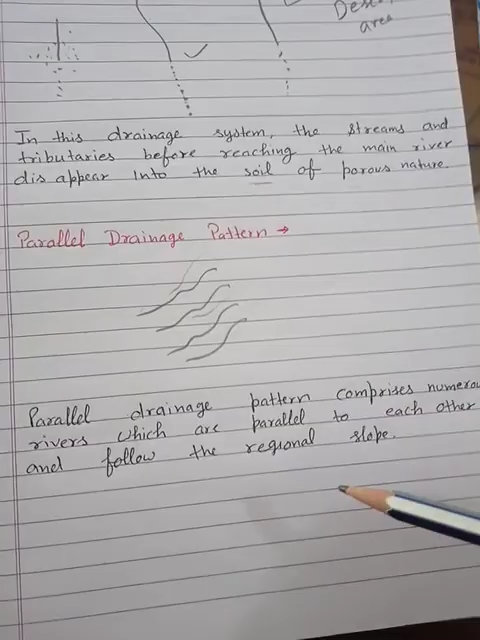 area
In this drainage system, the streams and
tributaries before reaching the main river
disappear into the soil of porous nature.
Parallel Drainage Pattern →
Parallel drainage pattern comprises
rivers which are parallel to each other
and follow the regional slope.